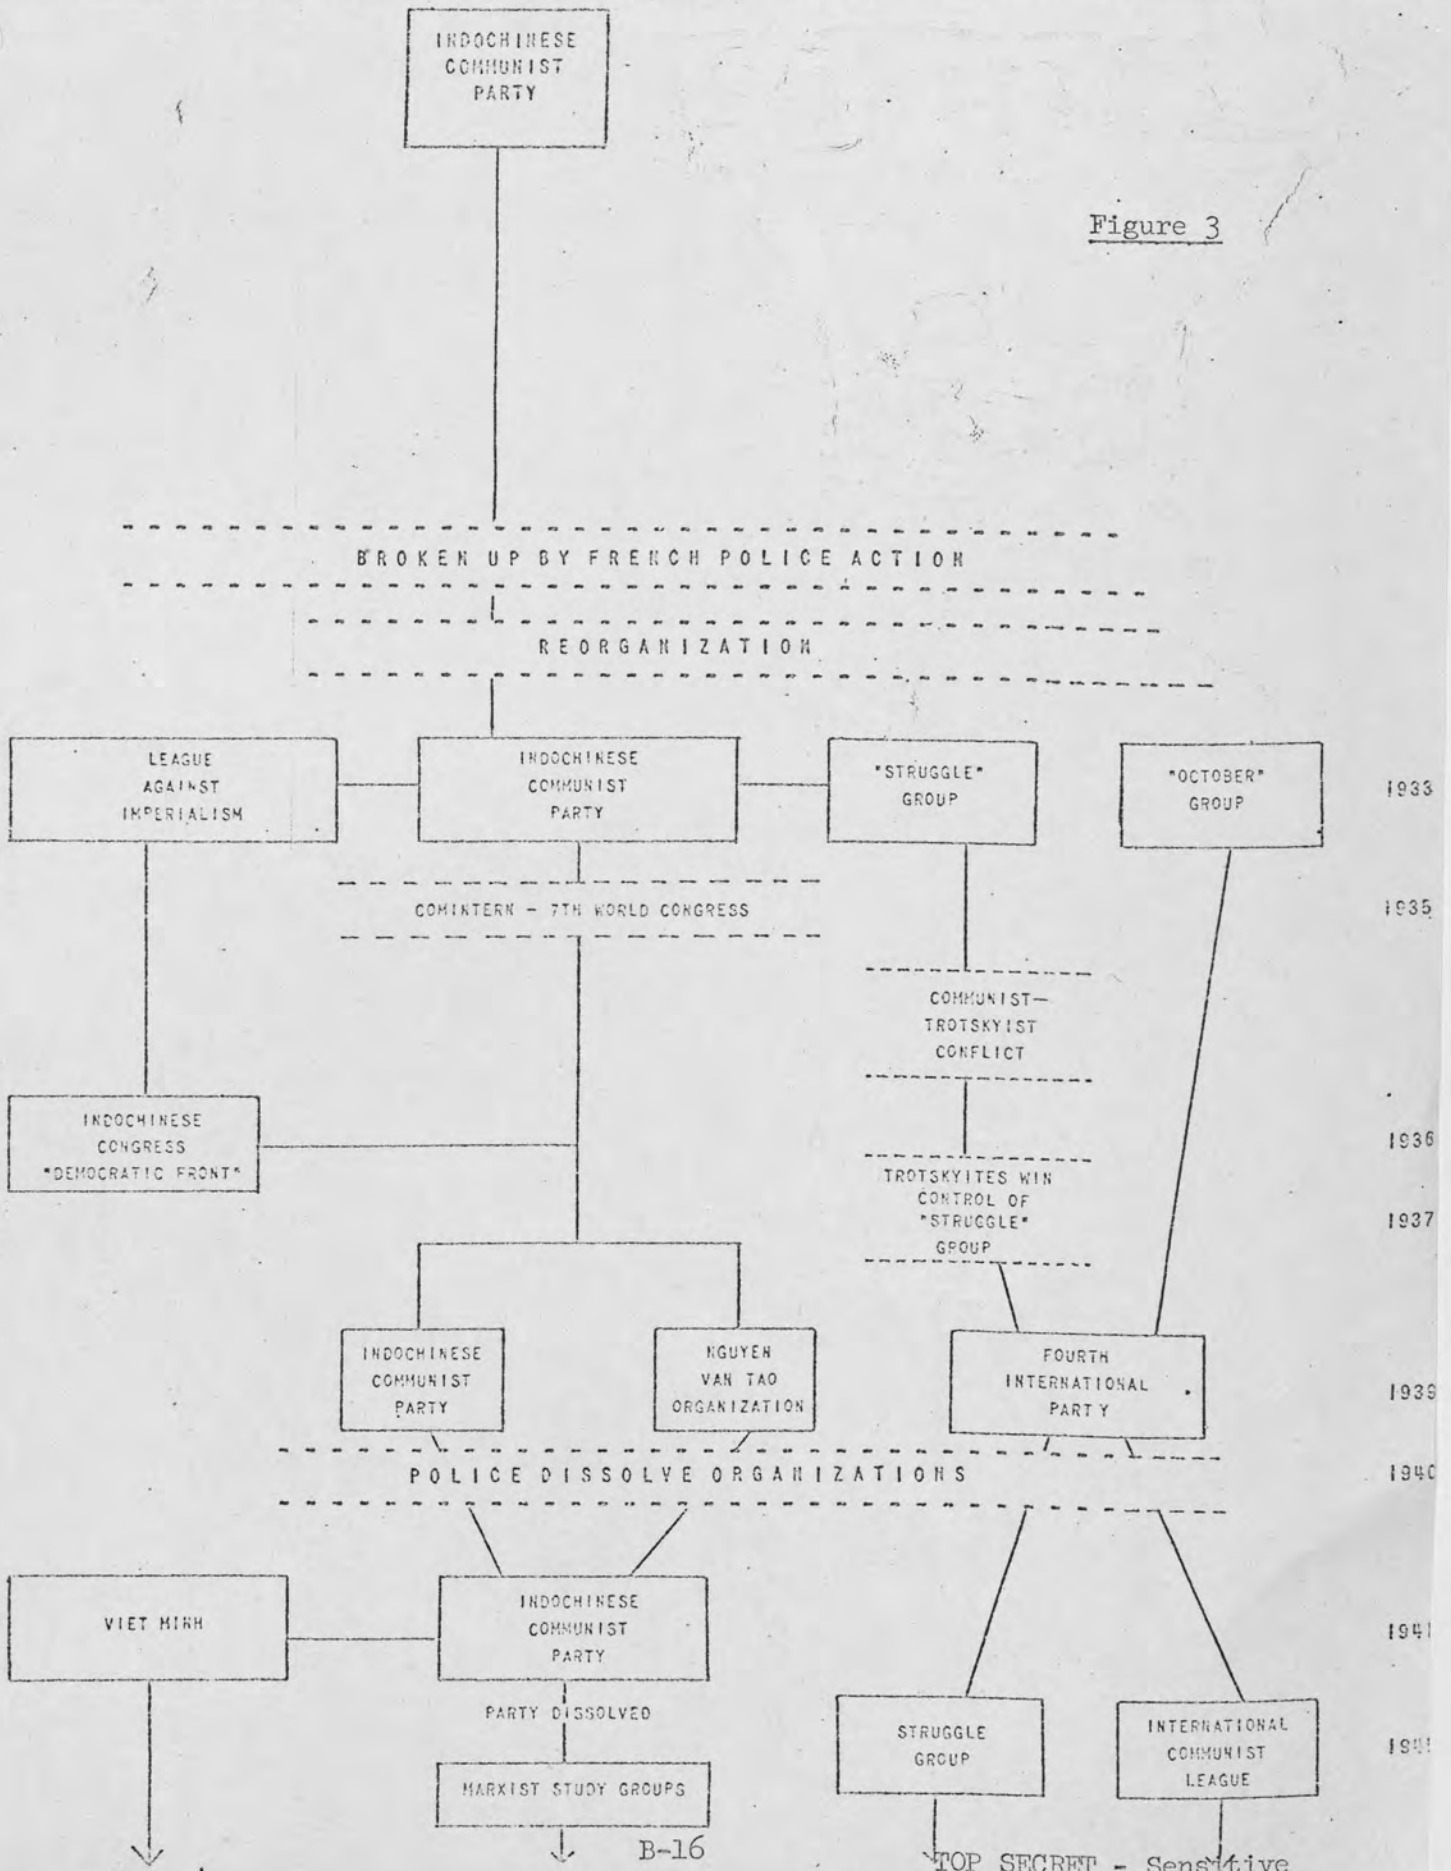 INDOCHINESE
COMMUNIST
PARTY
Figure 3
BROKEN UP BY FRENCH POLICE ACTION
REORGANIZATION
LEAGUE
AGAINST
IMPERIALISM
INDOCHINESE
COMMUNIST
PARTY
"STRUGGLE"
GROUP
"OCTOBER"
GROUP
1933
COMINTERN - 7TH WORLD CONGRESS
1935
COMMUNIST-
TROTSKYIST
CONFLICT
INDOCHINESE
CONGRESS
"DEMOCRATIC FRONT"
1936
TROTSKYITES WIN
CONTROL OF
"STRUGGLE"
GROUP
1937
INDOCHINESE
COMMUNIST
PARTY
NGUYEN
VAN TAO
ORGANIZATION
FOURTH
INTERNATIONAL
PARTY
1939
POLICE DISSOLVE ORGANIZATIONS
1940
VIET MINH
INDOCHINESE
COMMUNIST
PARTY
1941
PARTY DISSOLVED
STRUGGLE
GROUP
INTERNATIONAL
COMMUNIST
LEAGUE
MARXIST STUDY GROUPS
B-16
TOP SECRET - Sensitive